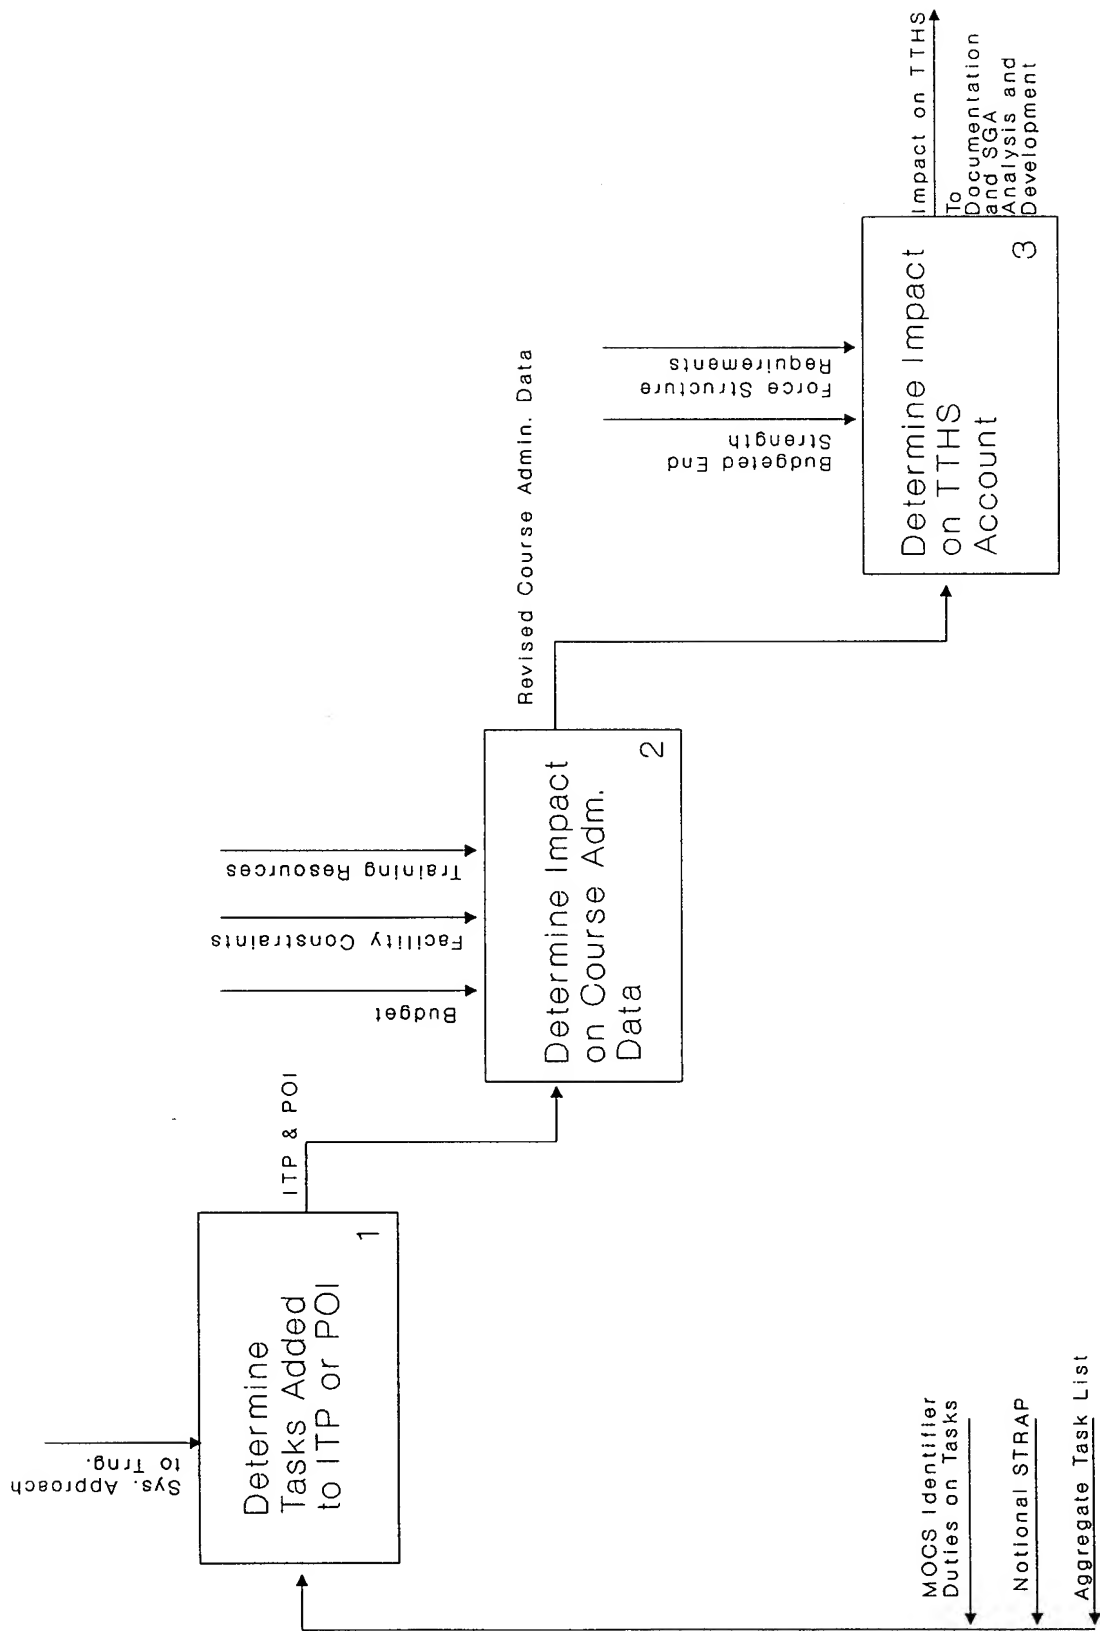 Sys. Approach
to Trng.
Determine
Tasks Added
to ITP or POI
1
ITP & POI
MOCS Identifier
Duties on Tasks
Notional STRAP
Aggregate Task List
Budget
Facility Constraints
Training Resources
Determine Impact
on Course Adm.
Data
2
Revised Course Admin. Data
Budgeted End
Strength
Force Structure
Requirements
Determine Impact
on TTHS
Account
3
Impact on TTHS
To
Documentation
and SGA
Analysis and
Development